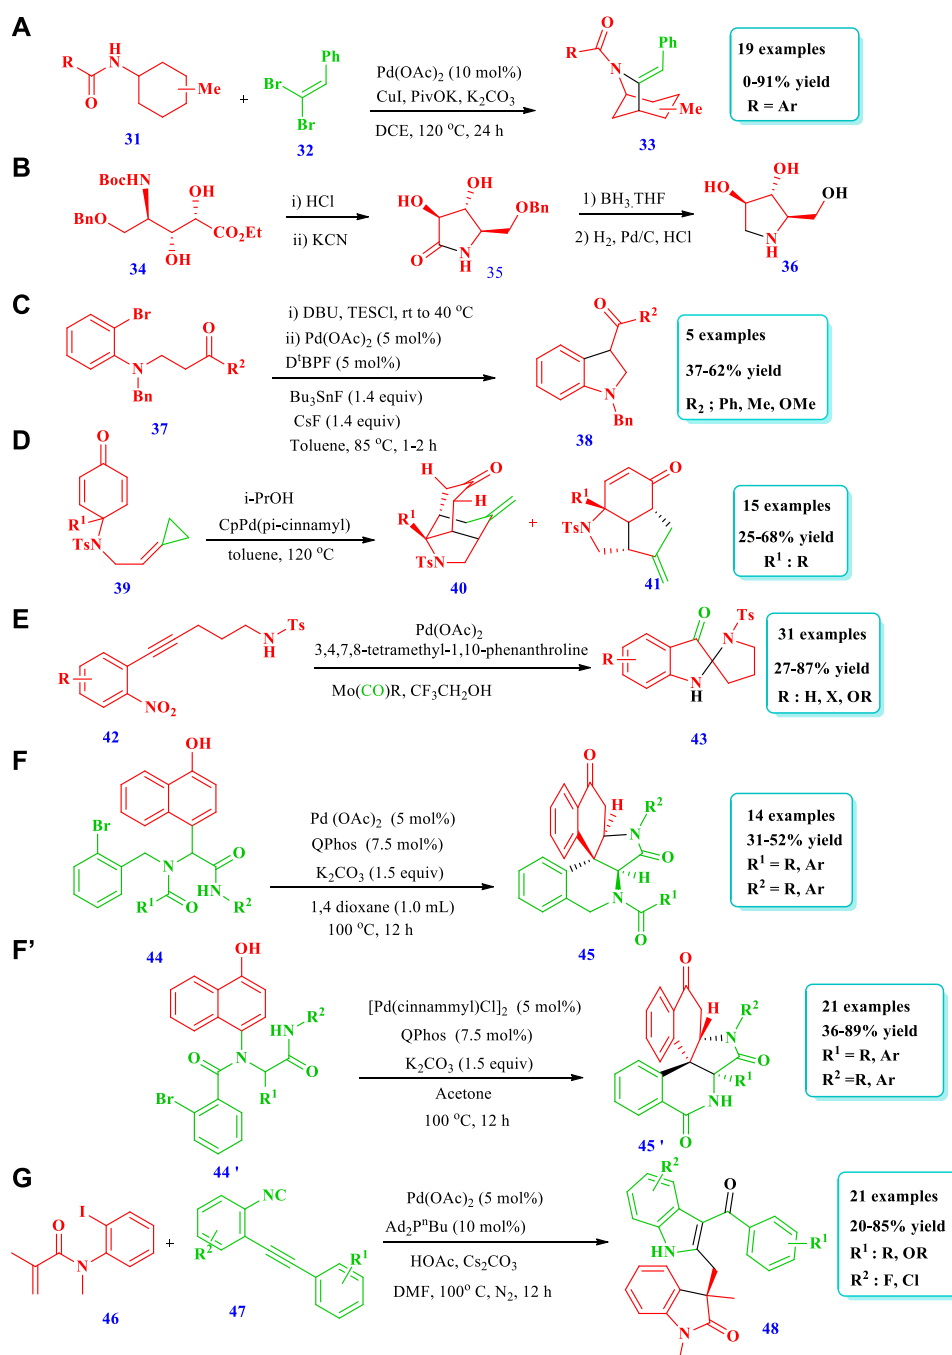 A
R
H
N
O
Me
31
+
Ph
Br
Br
32
Pd(OAc)2 (10 mol%)
CuI, PivOK, K2CO3
DCE, 120 °C, 24 h
O
R
N
Ph
Me
33
19 examples
0-91% yield
R = Ar
B
BocHN
OH
BnO
CO2Et
OH
34
i) HCl
ii) KCN
OH
HO
OBn
O
N
H
35
1) BH3.THF
2) H2, Pd/C, HCl
HO
HO
OH
N
H
36
C
Br
O
N
R2
Bn
37
i) DBU, TESCl, rt to 40 °C
ii) Pd(OAc)2 (5 mol%)
DtBPF (5 mol%)
Bu3SnF (1.4 equiv)
CsF (1.4 equiv)
Toluene, 85 °C, 1-2 h
O
R2
N
Bn
38
5 examples
37-62% yield
R2 ; Ph, Me, OMe
D
O
R1
TsN
39
i-PrOH
CpPd(pi-cinnamyl)
toluene, 120 °C
H
O
H
R1
TsN
40
+
O
R1
TsN
41
15 examples
25-68% yield
R1 : R
E
Ts
N
H
R
NO2
42
Pd(OAc)2
3,4,7,8-tetramethyl-1,10-phenanthroline
Mo(CO)R, CF3CH2OH
Ts
O
N
R
N
H
43
31 examples
27-87% yield
R : H, X, OR
F
OH
Br
N
O
HN
R2
R1
O
44
Pd (OAc)2 (5 mol%)
QPhos (7.5 mol%)
K2CO3 (1.5 equiv)
1,4 dioxane (1.0 mL)
100 °C, 12 h
O
H
R2
N
O
H
N
R1
O
45
14 examples
31-52% yield
R1 = R, Ar
R2 = R, Ar
F’
OH
R2
HN
N
O
O
R1
Br
44 '
[Pd(cinnammyl)Cl]2 (5 mol%)
QPhos (7.5 mol%)
K2CO3 (1.5 equiv)
Acetone
100 °C, 12 h
O
H
R2
N
O
R1
NH
O
45 '
21 examples
36-89% yield
R1 = R, Ar
R2 =R, Ar
G
I
O
N
46
+
NC
R2
R1
47
Pd(OAc)2 (5 mol%)
Ad2PnBu (10 mol%)
HOAc, Cs2CO3
DMF, 100° C, N2, 12 h
R2
O
R1
HN
N
O
48
21 examples
20-85% yield
R1 : R, OR
R2 : F, Cl